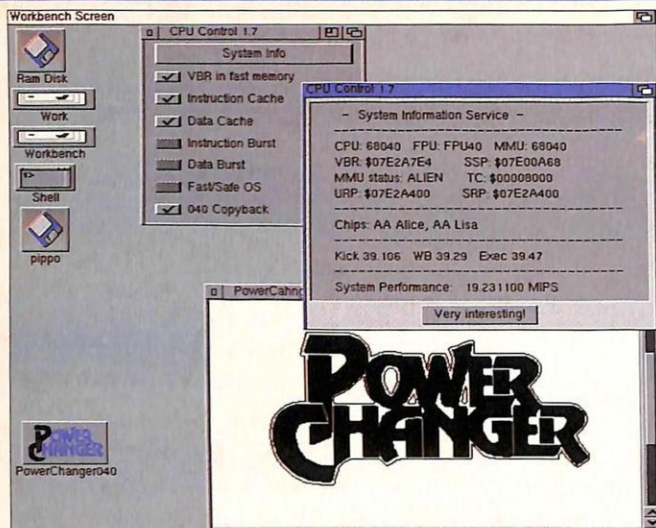 Workbench Screen
Ram Disk
Work
Workbench
Shell
pippo
PowerChanger040
CPU Control 1.7
System Info
VBR in fast memory
Instruction Cache
Data Cache
Instruction Burst
Data Burst
Fast/Safe OS
040 Copyback
CPU Control 1.7
- System Information Service -
CPU: 68040 FPU: FPU40 MMU: 68040
VBR: $07E2A7E4 SSP: $07E00A68
MMU status: ALIEN TC: $00008000
URP: $07E2A400 SRP: $07E2A400
Chips: AA Alice, AA Lisa
Kick 39.106 WB 39.29 Exec 39.47
System Performance: 19.231100 MIPS
Very interesting!
PowerCahng
POWER
CHANGER
POWER
CHANGER